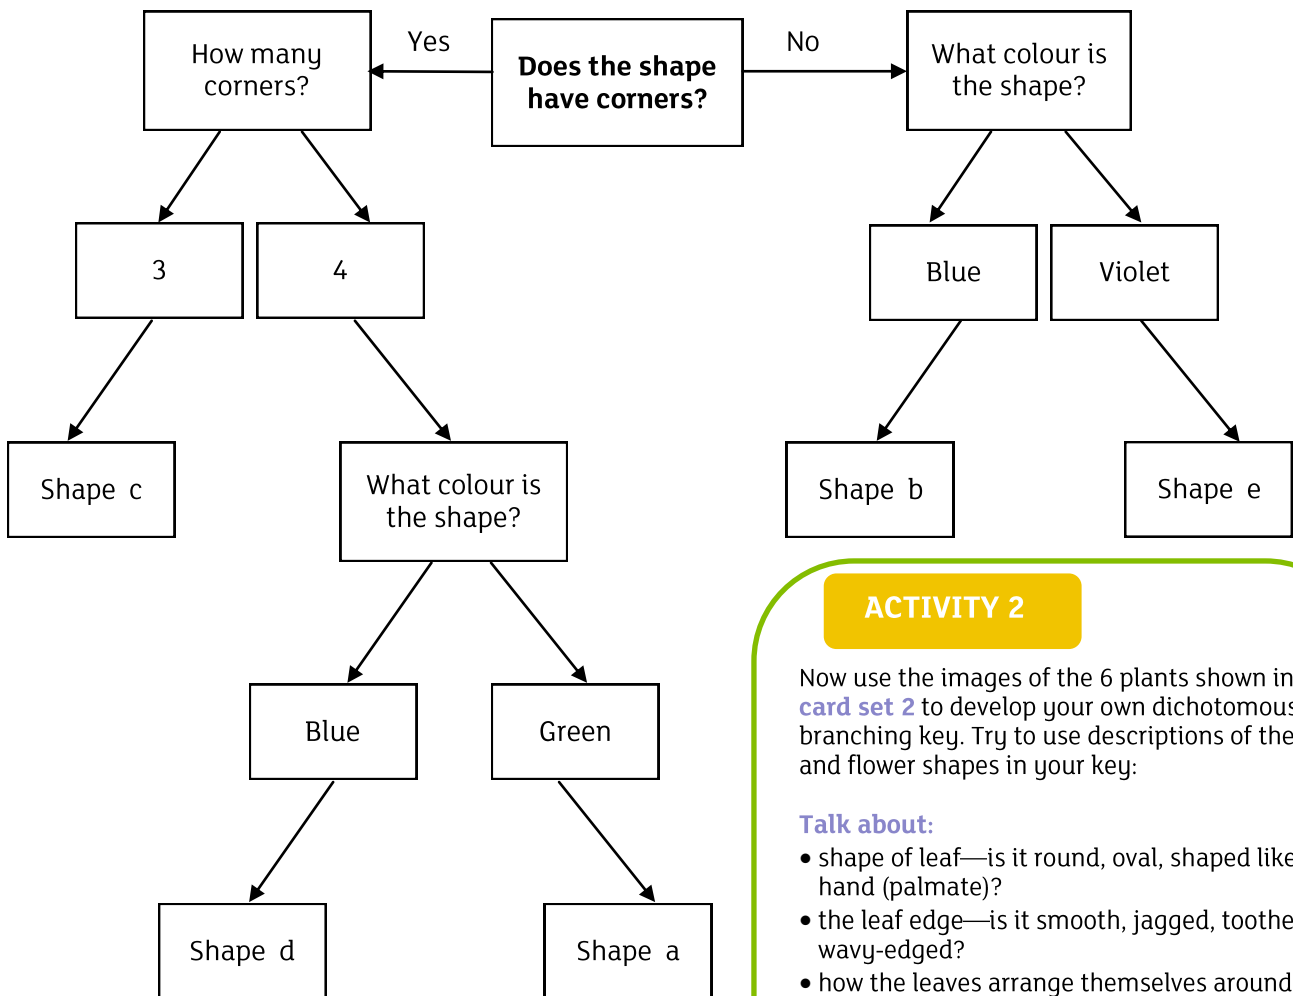 How many
corners?
Yes
Does the shape
have corners?
No
What colour is
the shape?
3
4
Blue
Violet
Shape c
What colour is
the shape?
Shape b
Shape e
Blue
Green
Shape d
Shape a
ACTIVITY 2
Now use the images of the 6 plants shown in
card set 2 to develop your own dichotomous
branching key. Try to use descriptions of the
and flower shapes in your key:
Talk about:
• shape of leaf—is it round, oval, shaped like
hand (palmate)?
• the leaf edge—is it smooth, jagged, toothe
wavy-edged?
• how the leaves arrange themselves around